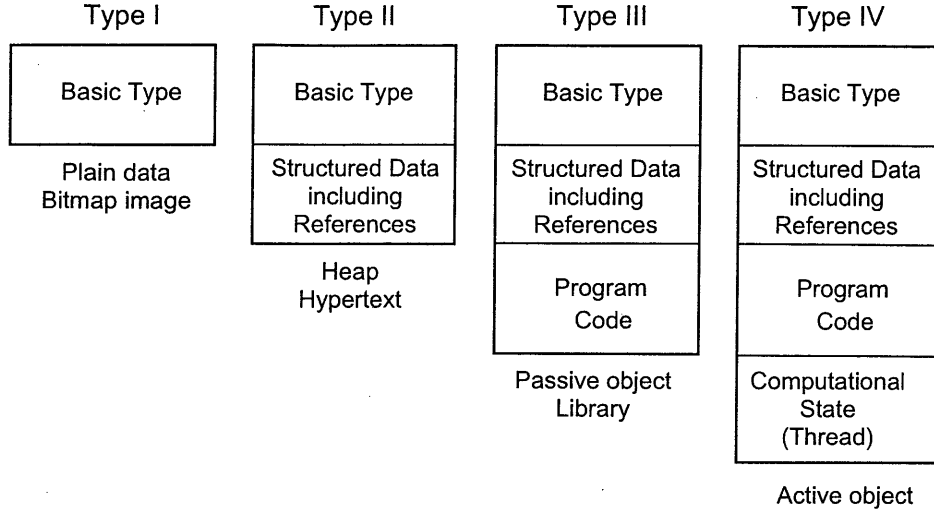 Type I
Basic Type
Plain data
Bitmap image
Type II
Basic Type
Structured Data
including
References
Heap
Hypertext
Type III
Basic Type
Structured Data
including
References
Program
Code
Passive object
Library
Type IV
Basic Type
Structured Data
including
References
Program
Code
Computational
State
(Thread)
Active object